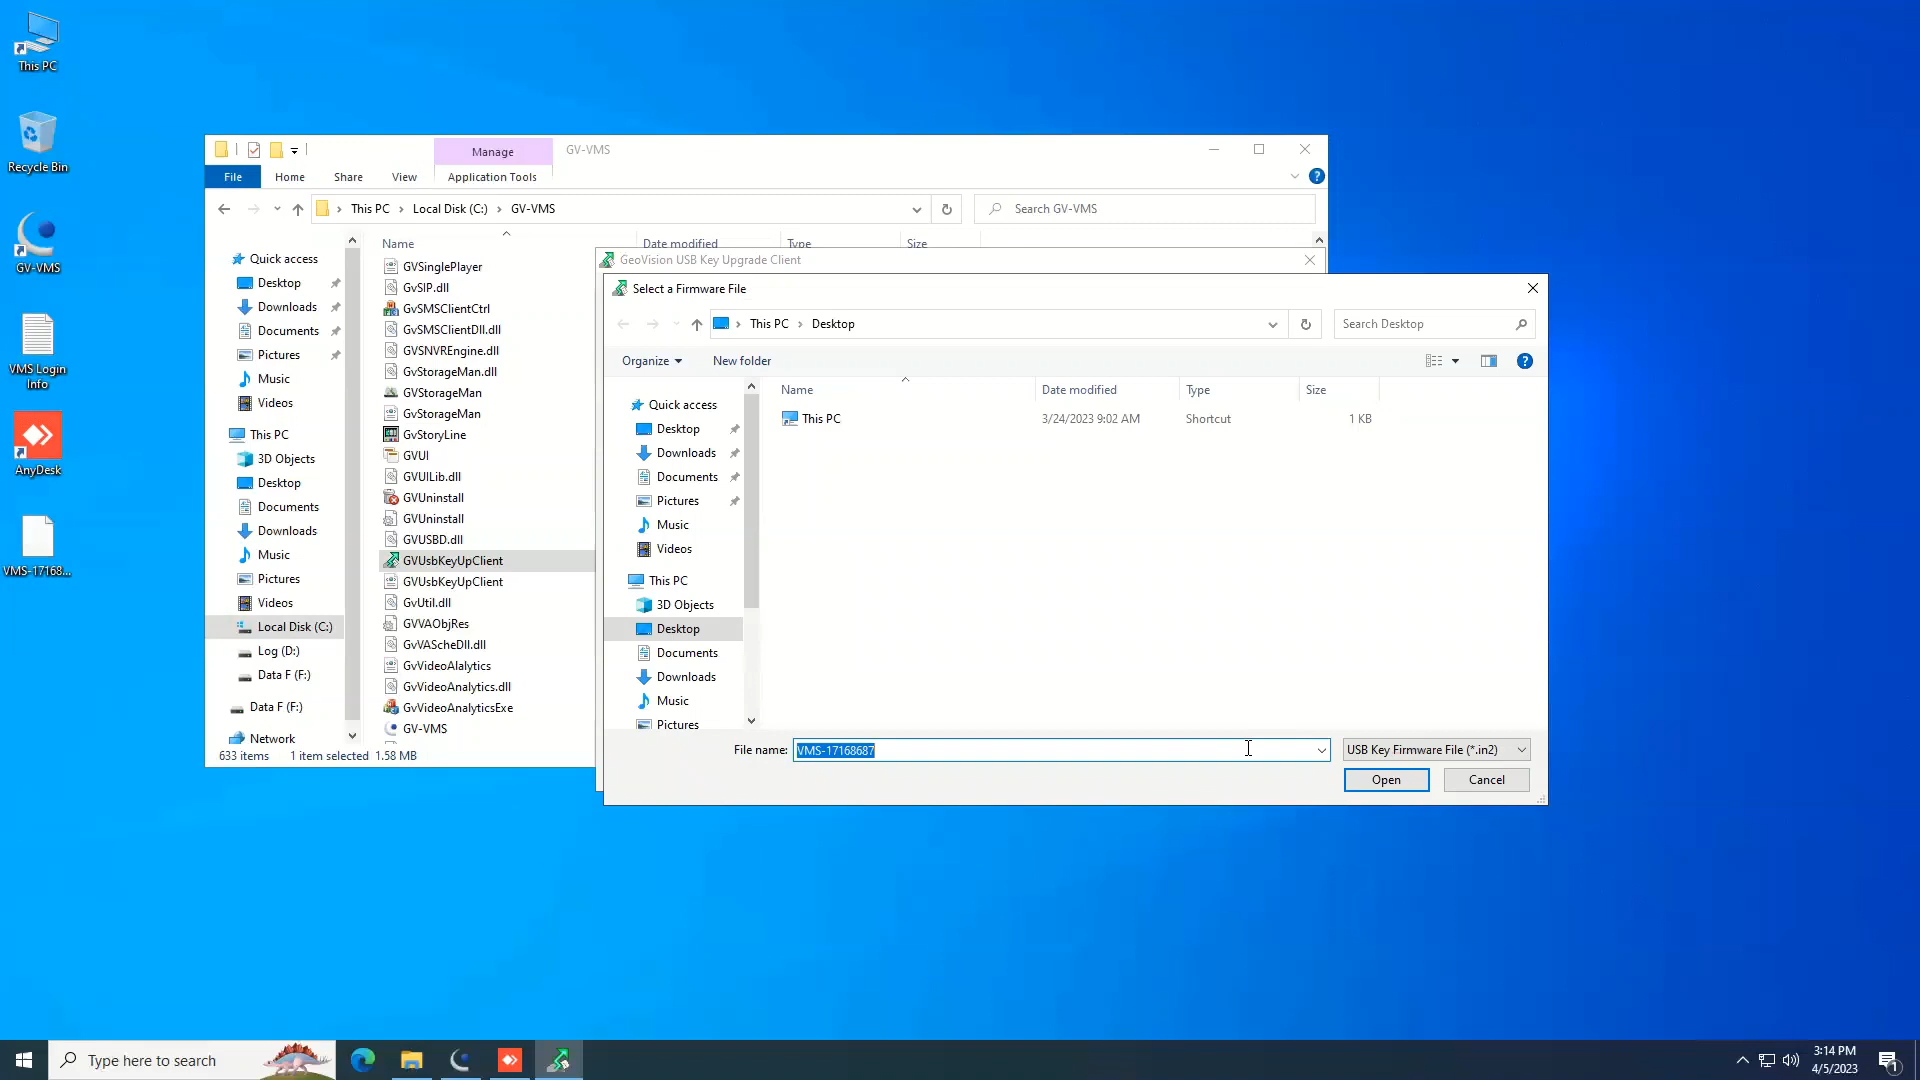 This PC
Recycle Bin
GV-VMS
VMS Login
Info
AnyDesk
VMS-17168...
Manage
GV-VMS
File
Home
Share
View
Application Tools
This PC
Local Disk (C:)
GV-VMS
Search GV-VMS
Name
Date modified
Type
Size
Quick access
Desktop
Downloads
Documents
Pictures
Music
Videos
This PC
3D Objects
Desktop
Documents
Downloads
Music
Pictures
Videos
Local Disk (C:)
Log (D:)
Data F (F:)
Data F (F:)
Network
GVSinglePlayer
GvSIP.dll
GvSMSClientCtrl
GvSMSClientDll.dll
GVSNVREngine.dll
GvStorageMan.dll
GVStorageMan
GvStorageMan
GvStoryLine
GVUI
GVUILib.dll
GVUninstall
GVUninstall
GVUSBD.dll
GVUsbKeyUpClient
GVUsbKeyUpClient
GvUtil.dll
GVVAObjRes
GvVAScheDll.dll
GvVideoAlalytics
GvVideoAnalytics.dll
GvVideoAnalyticsExe
GV-VMS
633 items
1 item selected 1.58 MB
GeoVision USB Key Upgrade Client
Select a Firmware File
This PC
Desktop
Search Desktop
Organize
New folder
Name
Date modified
Type
Size
Quick access
Desktop
Downloads
Documents
Pictures
Music
Videos
This PC
3D Objects
Desktop
Documents
Downloads
Music
Pictures
This PC
3/24/2023 9:02 AM
Shortcut
1 KB
File name:
VMS-17168687
USB Key Firmware File (*.in2)
Open
Cancel
Type here to search
3:14 PM
4/5/2023
1